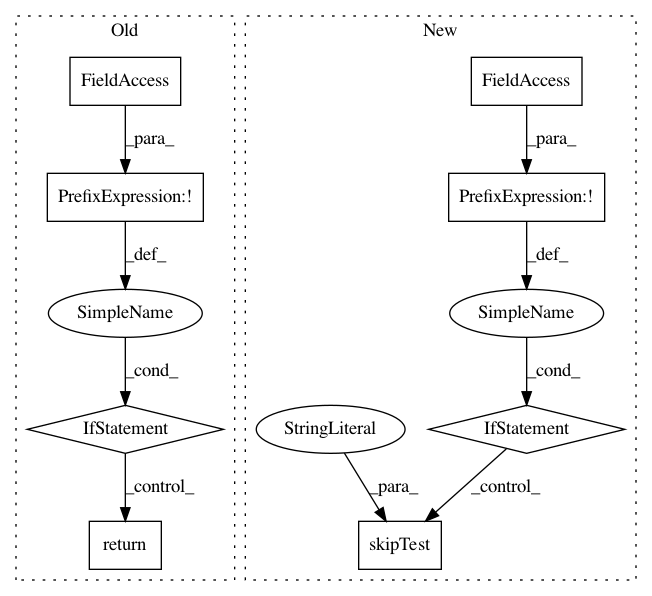 Old
New
FieldAccess
FieldAccess
_para_
_para_
PrefixExpression:!
PrefixExpression:!
_def_
_def_
SimpleName
SimpleName
_cond_
_cond_
IfStatement
StringLiteral
IfStatement
_control_
_para_
_control_
return
skipTest